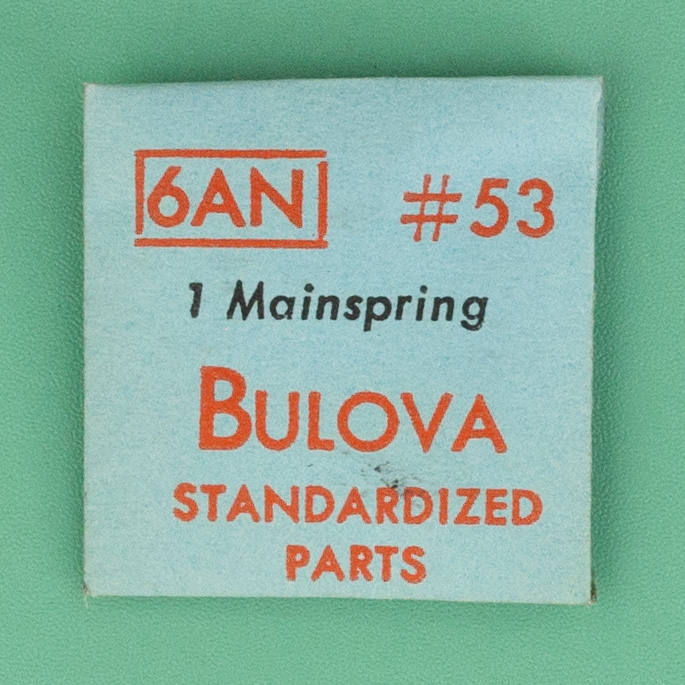 6AN #53
1 Mainspring
BULOVA
STANDARDIZED
PARTS